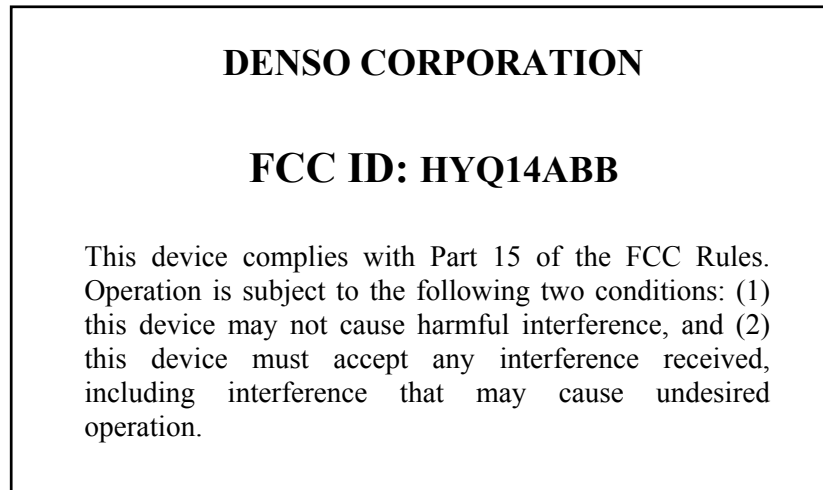 DENSO CORPORATION
FCC ID: HYQ14ABB
This device complies with Part 15 of the FCC Rules.
Operation is subject to the following two conditions: (1)
this device may not cause harmful interference, and (2)
this device must accept any interference received,
including interference that may cause undesired
operation.